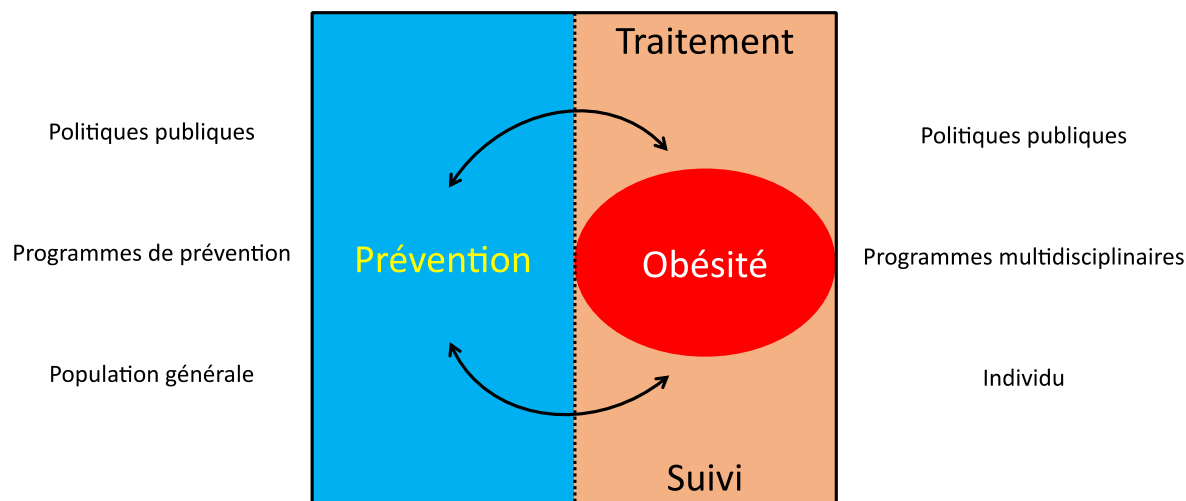 Traitement
Politiques publiques
Politiques publiques
Programmes de prévention
Prévention
Obésité
Programmes multidisciplinaires
Population générale
Individu
Suivi